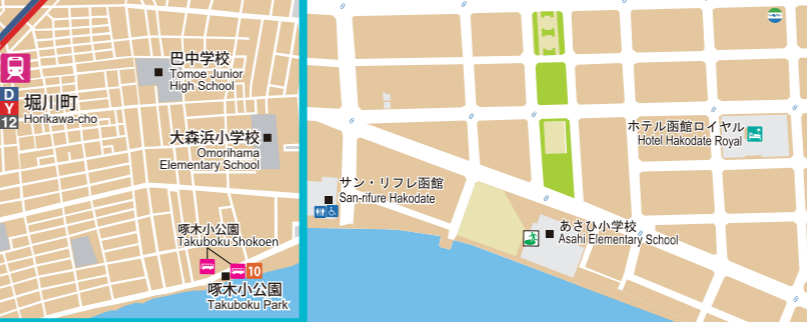 巴中学校
Tomoe Junior
High School
D
Y
12
堀川町
Horikawa-cho
大森浜小学校
Omorihama
Elementary School
啄木小公園
Takuboku Shokoen
10
啄木小公園
Takuboku Park
サン・リフレ函館
San-rifure Hakodate
ホテル函館ロイヤル
Hotel Hakodate Royal
あさひ小学校
Asahi Elementary School